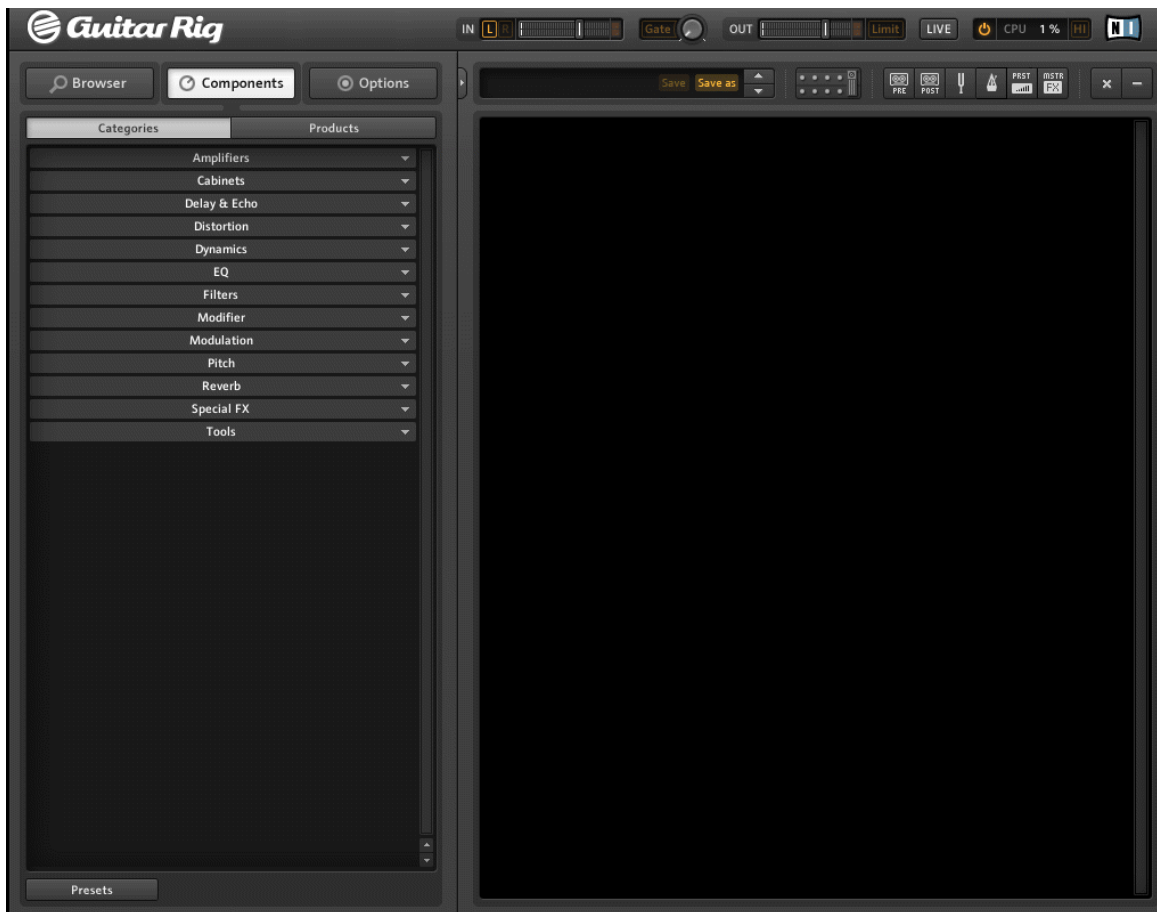 Guitar Rig
IN L R Gate OUT Limit LIVE CPU 1 % HI N I
Browser Components Options
Save Save as PRE POST PRST MSTR FX × –
Categories Products
Amplifiers
Cabinets
Delay & Echo
Distortion
Dynamics
EQ
Filters
Modifier
Modulation
Pitch
Reverb
Special FX
Tools
Presets